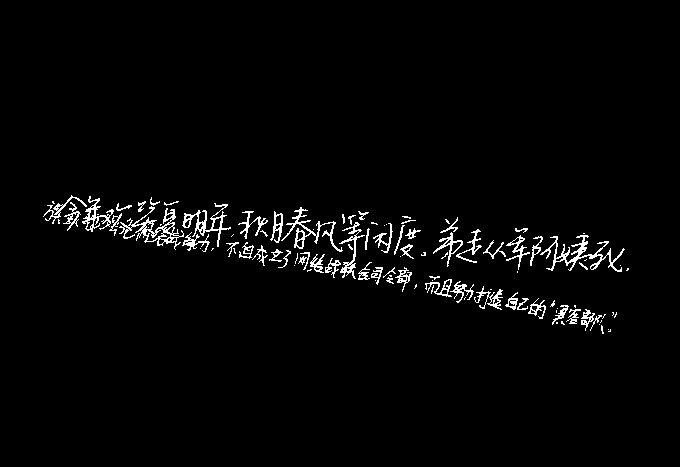 今年欢笑复明年,秋月春风等闲度。弟走从军阿姨死,
能力,不但成立了网络战联合司令部,而且努力打造自己的“黑客部队”。